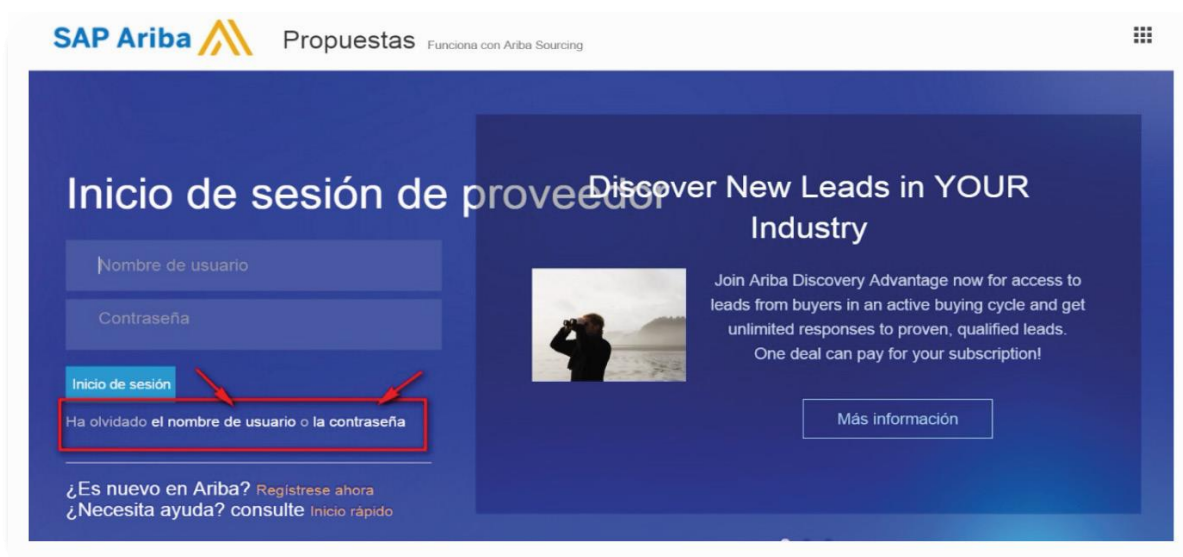 SAP Ariba Propuestas Funciona con Ariba Sourcing
Inicio de sesión de proveedor
Nombre de usuario
Contraseña
Inicio de sesión
Ha olvidado el nombre de usuario o la contraseña
¿Es nuevo en Ariba? Regístrese ahora
¿Necesita ayuda? consulte Inicio rápido
Discover New Leads in YOUR
Industry
Join Ariba Discovery Advantage now for access to
leads from buyers in an active buying cycle and get
unlimited responses to proven, qualified leads.
One deal can pay for your subscription!
Más información